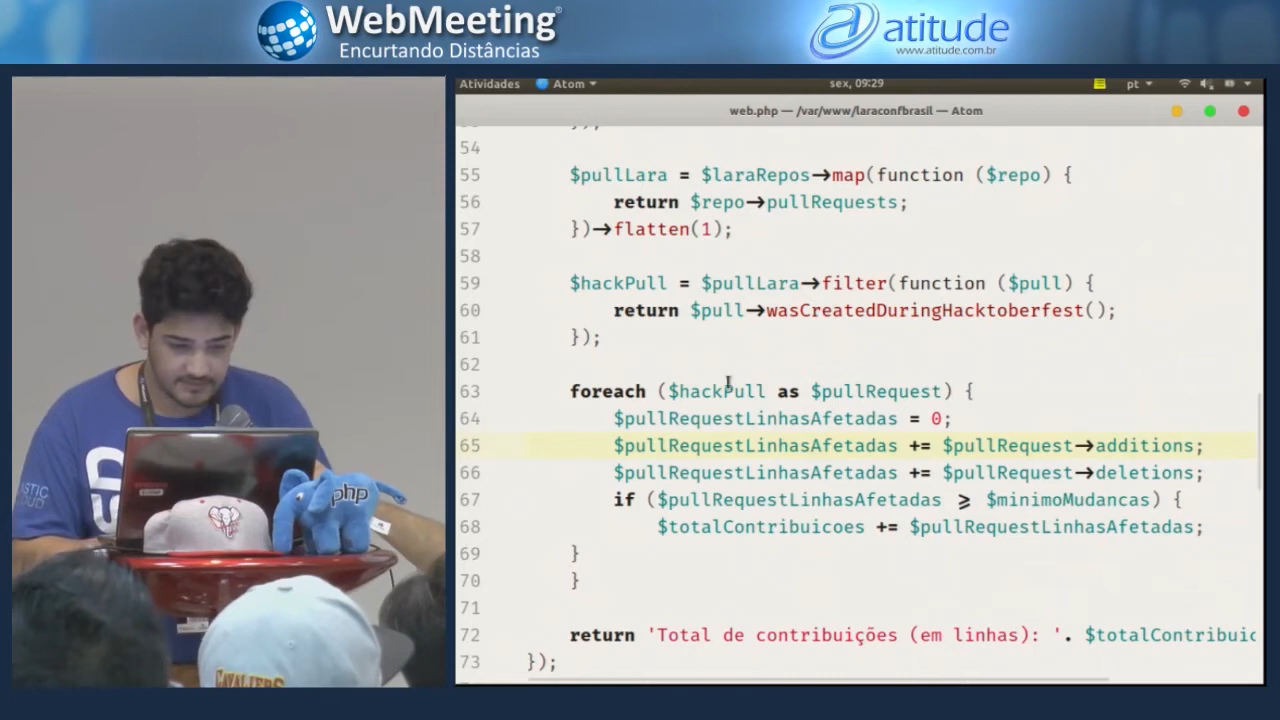 WebMeeting®
Encurtando Distâncias
atitude
www.atitude.com.br
Atividades Atom sex, 09:29 pt
web.php — /var/www/laraconfbrasil — Atom
54
55 $pullLara = $laraRepos→map(function ($repo) {
56 return $repo→pullRequests;
57 })→flatten(1);
58
59 $hackPull = $pullLara→filter(function ($pull) {
60 return $pull→wasCreatedDuringHacktoberfest();
61 });
62
63 foreach ($hackPull as $pullRequest) {
64 $pullRequestLinhasAfetadas = 0;
65 $pullRequestLinhasAfetadas += $pullRequest→additions;
66 $pullRequestLinhasAfetadas += $pullRequest→deletions;
67 if ($pullRequestLinhasAfetadas ⩾ $minimoMudancas) {
68 $totalContribuicoes += $pullRequestLinhasAfetadas;
69 }
70 }
71
72 return 'Total de contribuições (em linhas): '. $totalContribuic
73 });
php
CAVALIERS